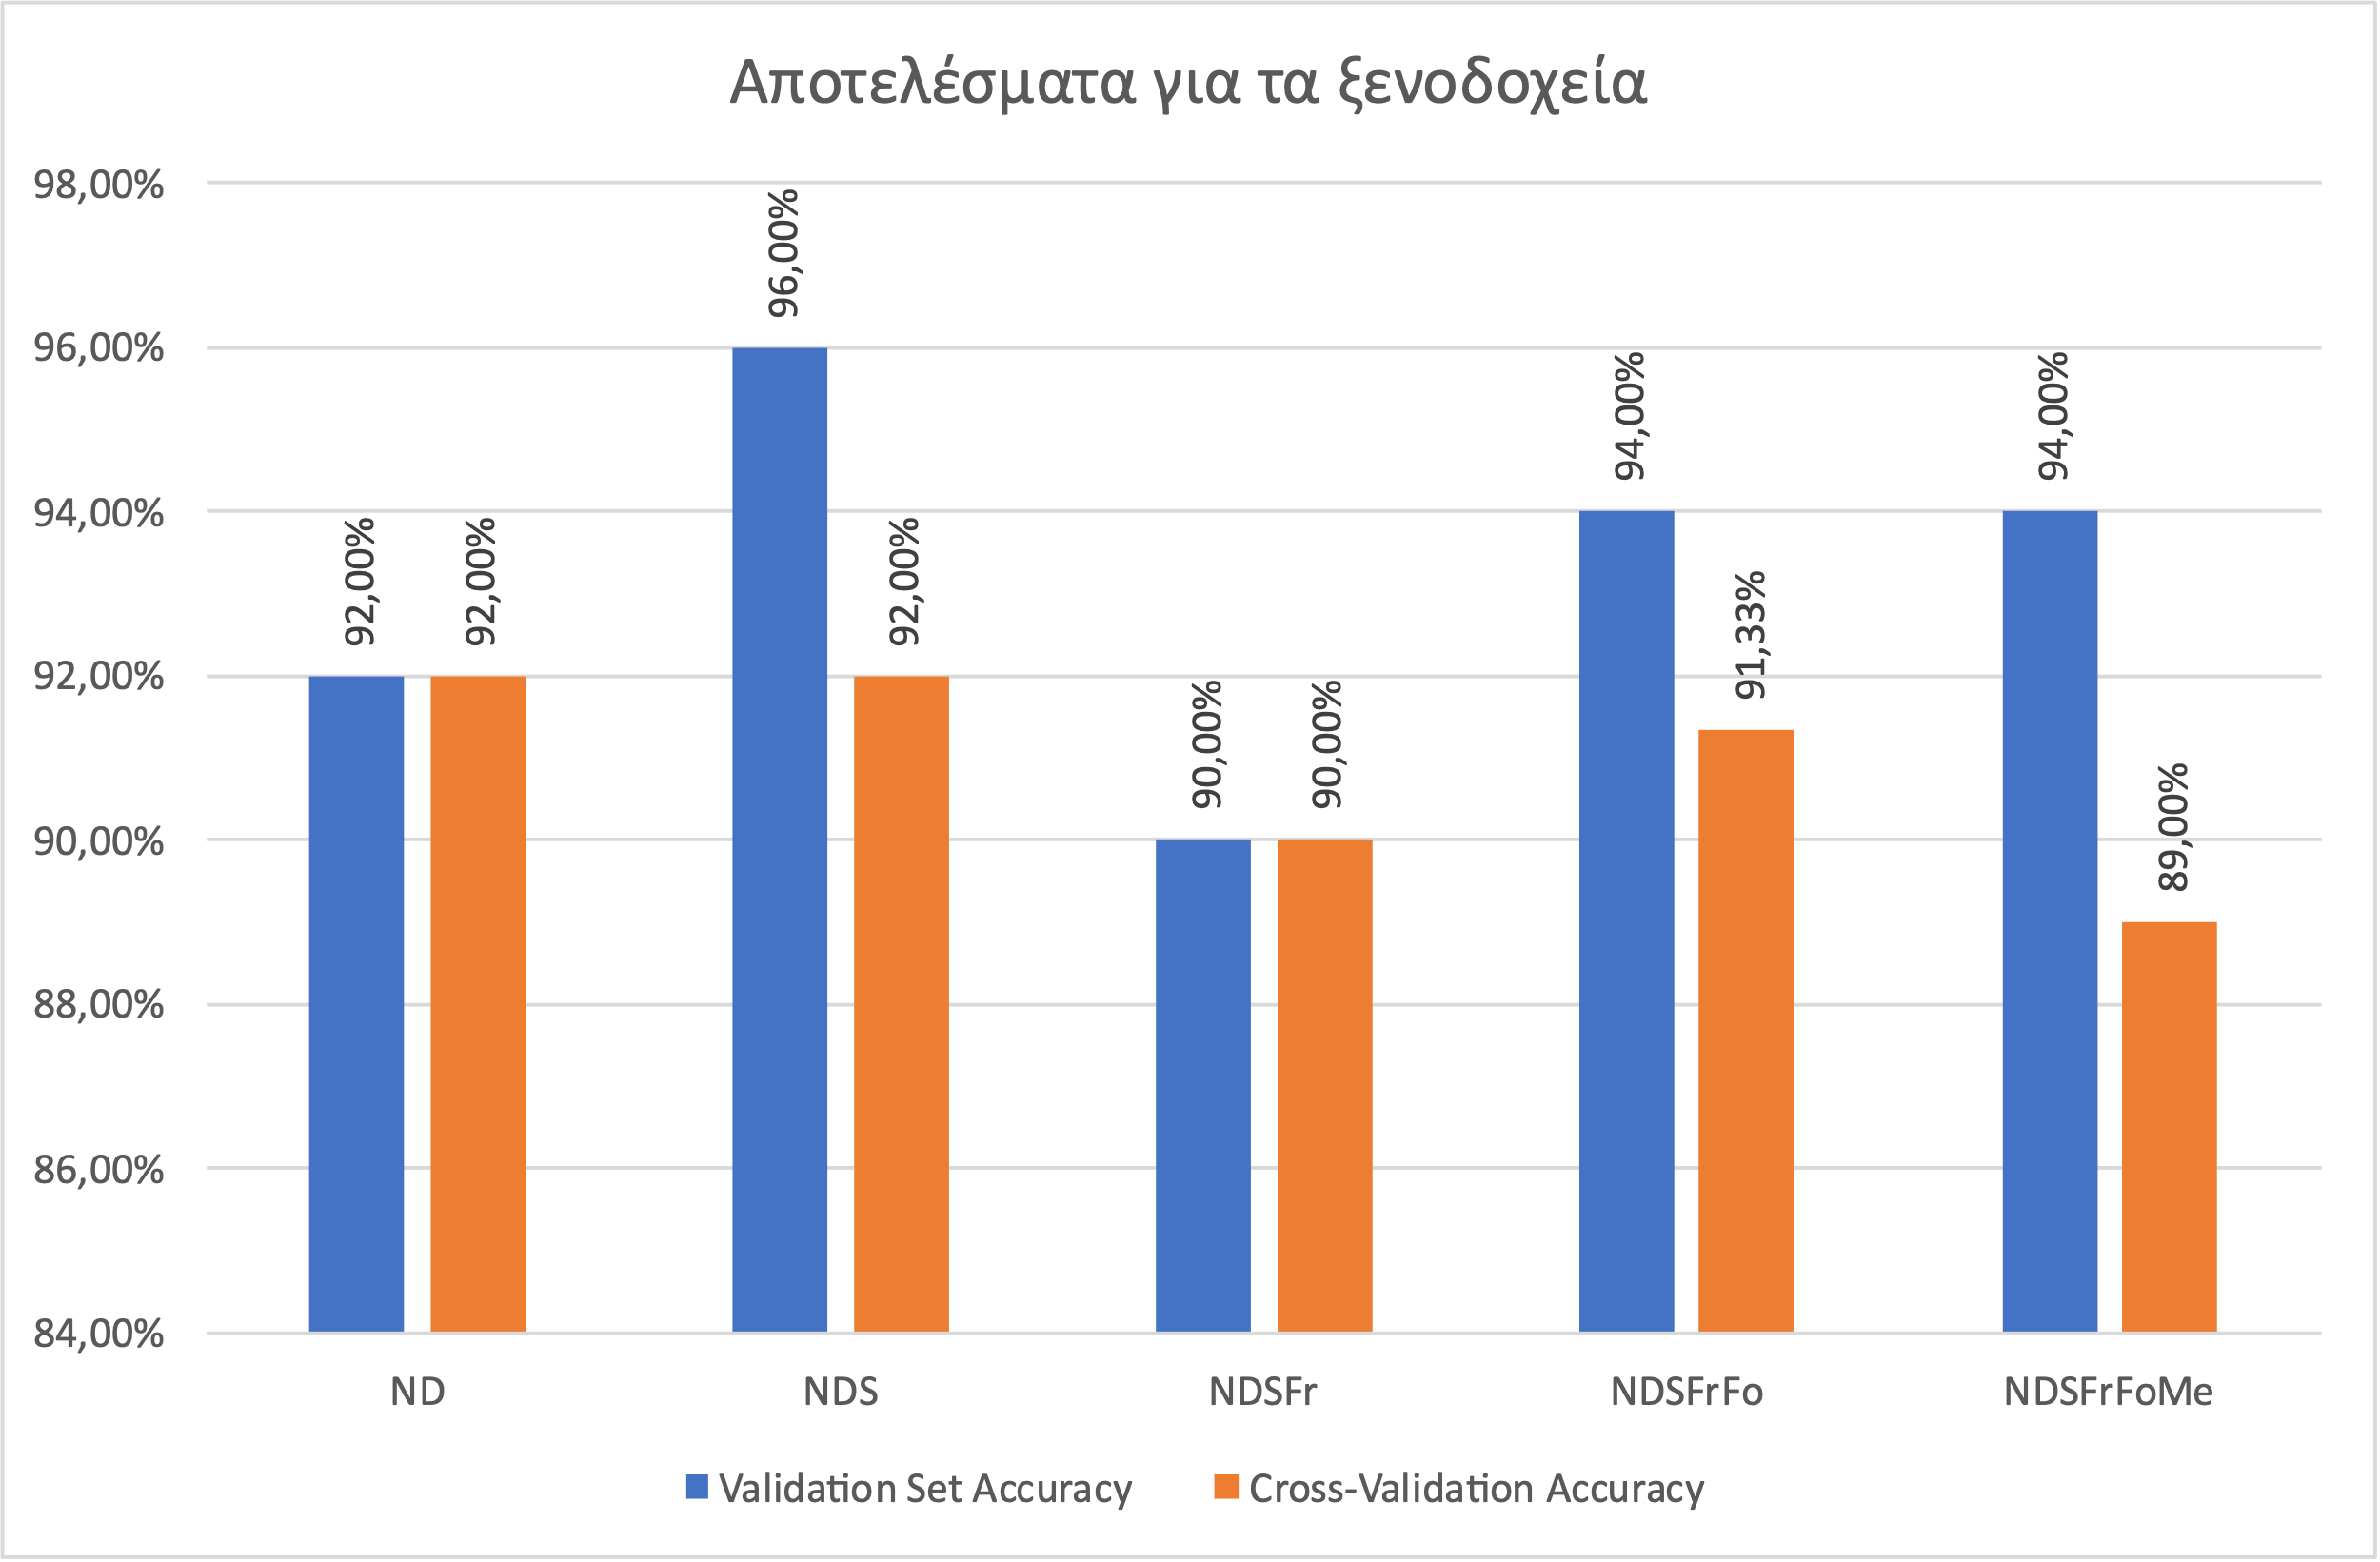 Αποτελέσματα για τα ξενοδοχεία
98,00%
96,00%
94,00%
92,00%
90,00%
88,00%
86,00%
84,00%
92,00%
92,00%
96,00%
92,00%
90,00%
90,00%
94,00%
91,33%
94,00%
89,00%
ND
NDS
NDSFr
NDSFrFo
NDSFrFoMe
Validation Set Accuracy
Cross-Validation Accuracy